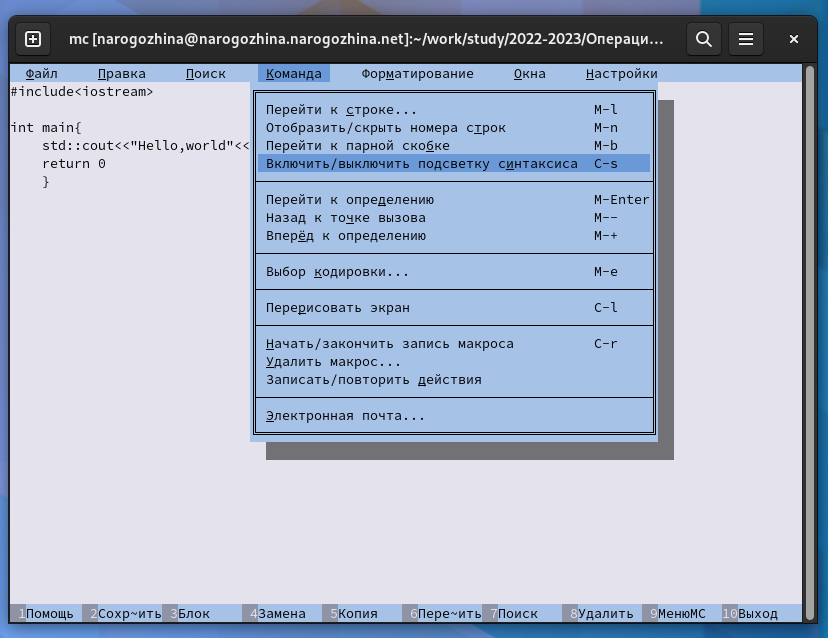 mc [narogozhina@narogozhina.narogozhina.net]:~/work/study/2022-2023/Операци...
Файл Правка Поиск Команда Форматирование Окна Настройки
#include<iostream>
int main{
std::cout<<"Hello,world"<<
return 0
}
Перейти к строке... M-l
Отобразить/скрыть номера строк M-n
Перейти к парной скобке M-b
Включить/выключить подсветку синтаксиса C-s
Перейти к определению M-Enter
Назад к точке вызова M--
Вперёд к определению M-+
Выбор кодировки... M-e
Перерисовать экран C-l
Начать/закончить запись макроса C-r
Удалить макрос...
Записать/повторить действия
Электронная почта...
1Помощь 2Сохр~ить 3Блок 4Замена 5Копия 6Пере~ить 7Поиск 8Удалить 9МенюMC 10Выход